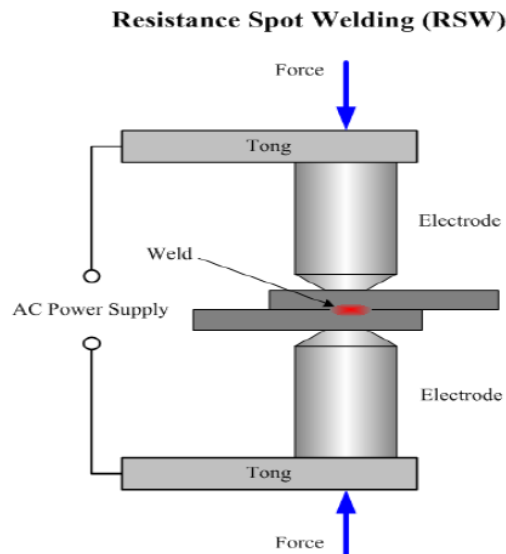 Resistance Spot Welding (RSW)
Force
Tong
Electrode
Weld
AC Power Supply
Electrode
Tong
Force